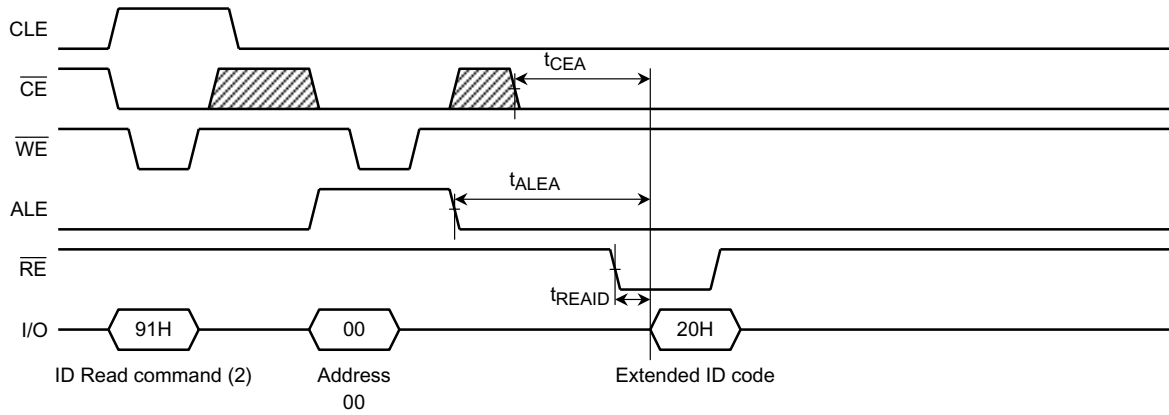 CLE
tCEA
CE
WE
tALEA
ALE
RE
tREAID
I/O
91H
00
20H
ID Read command (2)
Address
00
Extended ID code